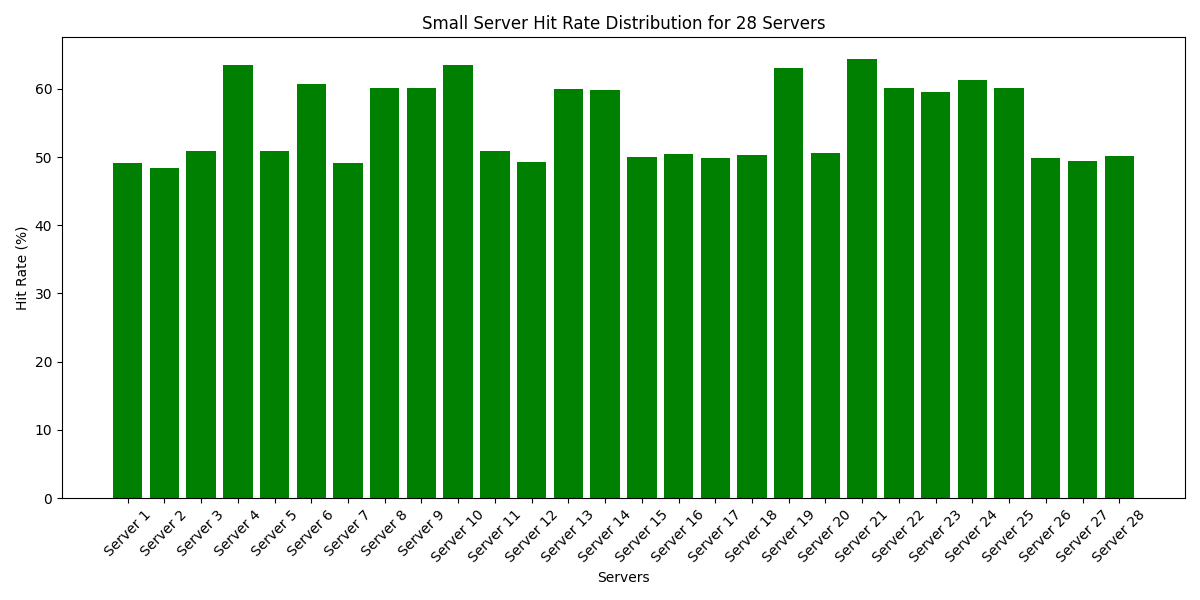 Small Server Hit Rate Distribution for 28 Servers
Hit Rate (%)
60
50
40
30
20
10
0
Server 1
Server 2
Server 3
Server 4
Server 5
Server 6
Server 7
Server 8
Server 9
Server 10
Server 11
Server 12
Server 13
Server 14
Server 15
Server 16
Server 17
Server 18
Server 19
Server 20
Server 21
Server 22
Server 23
Server 24
Server 25
Server 26
Server 27
Server 28
Servers